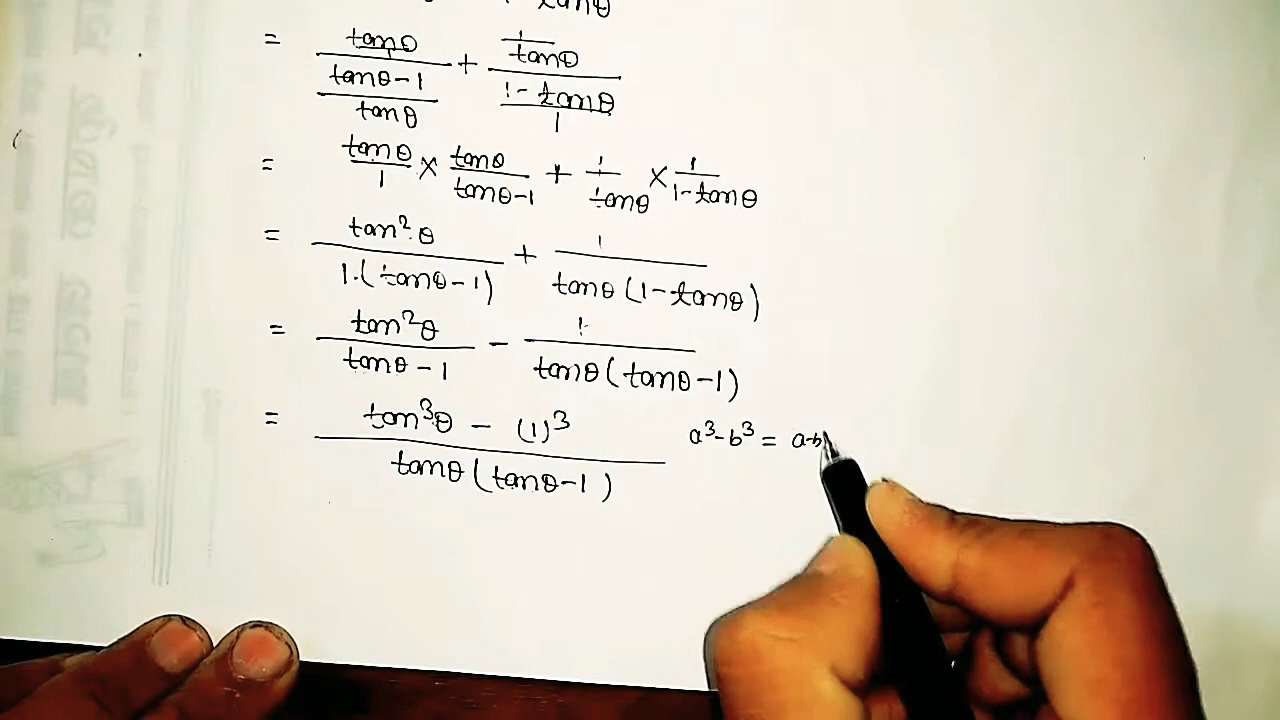 tanθ
= tanθ/((tanθ-1)/tanθ) + (1/tanθ)/((1-tanθ)/1)
= tanθ/1 × tanθ/(tanθ-1) + 1/tanθ × 1/(1-tanθ)
= tan²θ/(1.(tanθ-1)) + 1/(tanθ(1-tanθ))
= tan²θ/(tanθ-1) - 1/(tanθ(tanθ-1))
= (tan³θ - (1)³)/(tanθ(tanθ-1)) a³-b³ = a-b